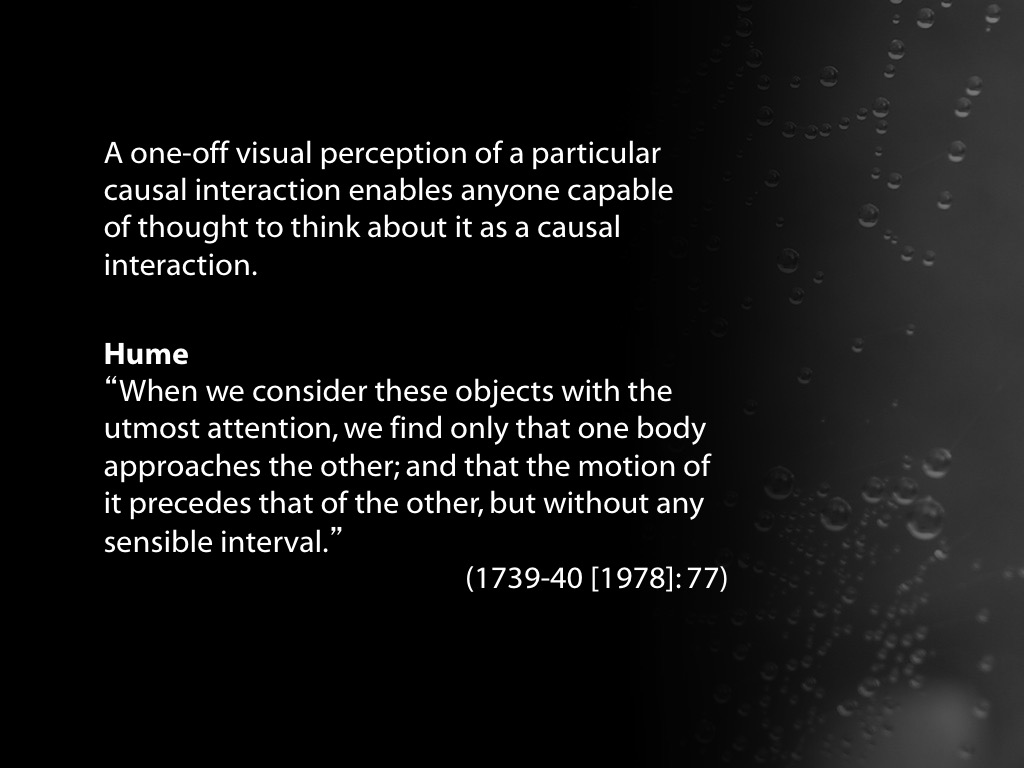 A one-off visual perception of a particular
causal interaction enables anyone capable
of thought to think about it as a causal
interaction.
Hume
“When we consider these objects with the
utmost attention, we find only that one body
approaches the other; and that the motion of
it precedes that of the other, but without any
sensible interval.”
(1739-40 [1978]: 77)